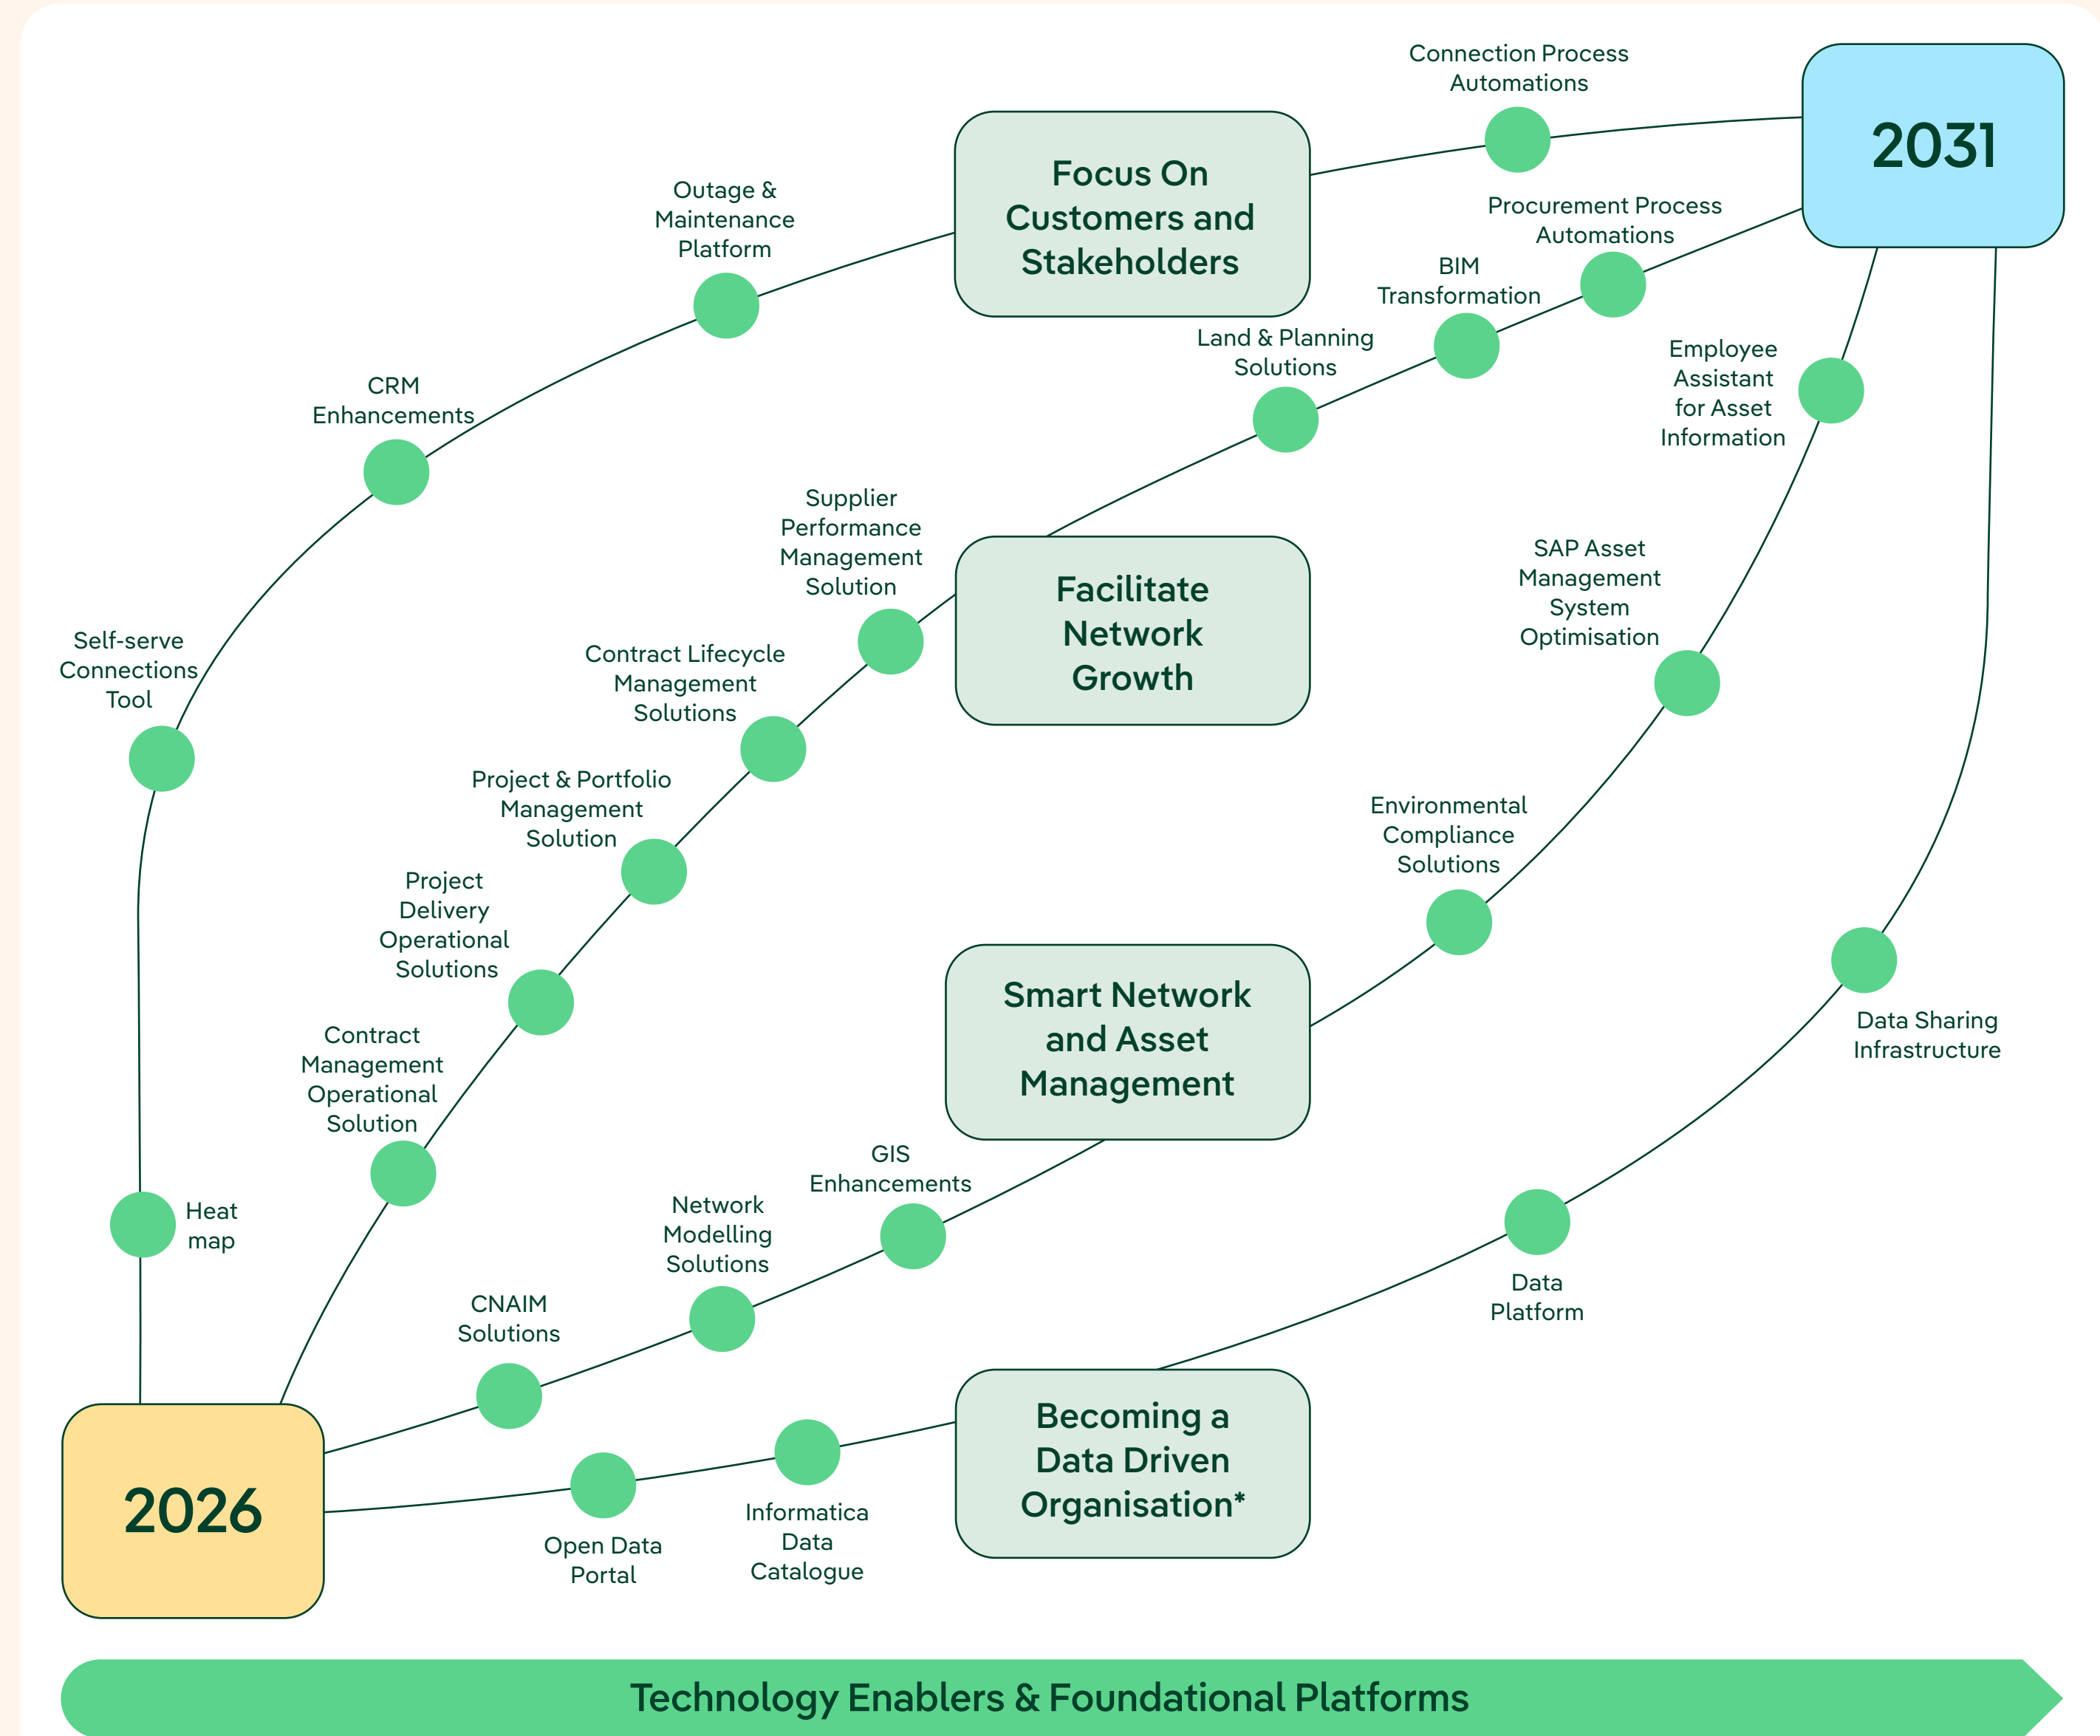 Connection Process
Automations
2031
Focus On
Customers and
Stakeholders
Outage &
Maintenance
Platform
Procurement Process
Automations
BIM
Transformation
Land & Planning
Solutions
Employee
Assistant
for Asset
Information
CRM
Enhancements
Supplier
Performance
Management
Solution
Facilitate
Network
Growth
SAP Asset
Management
System
Optimisation
Self-serve
Connections
Tool
Contract Lifecycle
Management
Solutions
Project & Portfolio
Management
Solution
Environmental
Compliance
Solutions
Project
Delivery
Operational
Solutions
Smart Network
and Asset
Management
Data Sharing
Infrastructure
Contract
Management
Operational
Solution
GIS
Enhancements
Heat
map
Network
Modelling
Solutions
Data
Platform
CNAIM
Solutions
Becoming a
Data Driven
Organisation*
2026
Informatica
Data
Catalogue
Open Data
Portal
Technology Enablers & Foundational Platforms